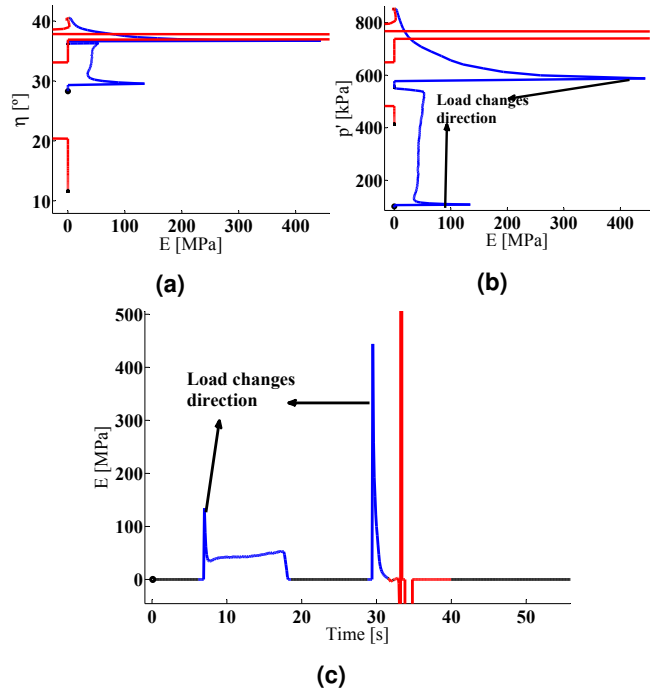 40
30
20
10
η [º]
0
100
200
300
400
E [MPa]
(a)
800
600
400
200
p' [kPa]
Load changes
direction
0
100
200
300
400
E [MPa]
(b)
500
400
300
200
100
0
E [MPa]
Load changes
direction
0
10
20
30
40
50
Time [s]
(c)